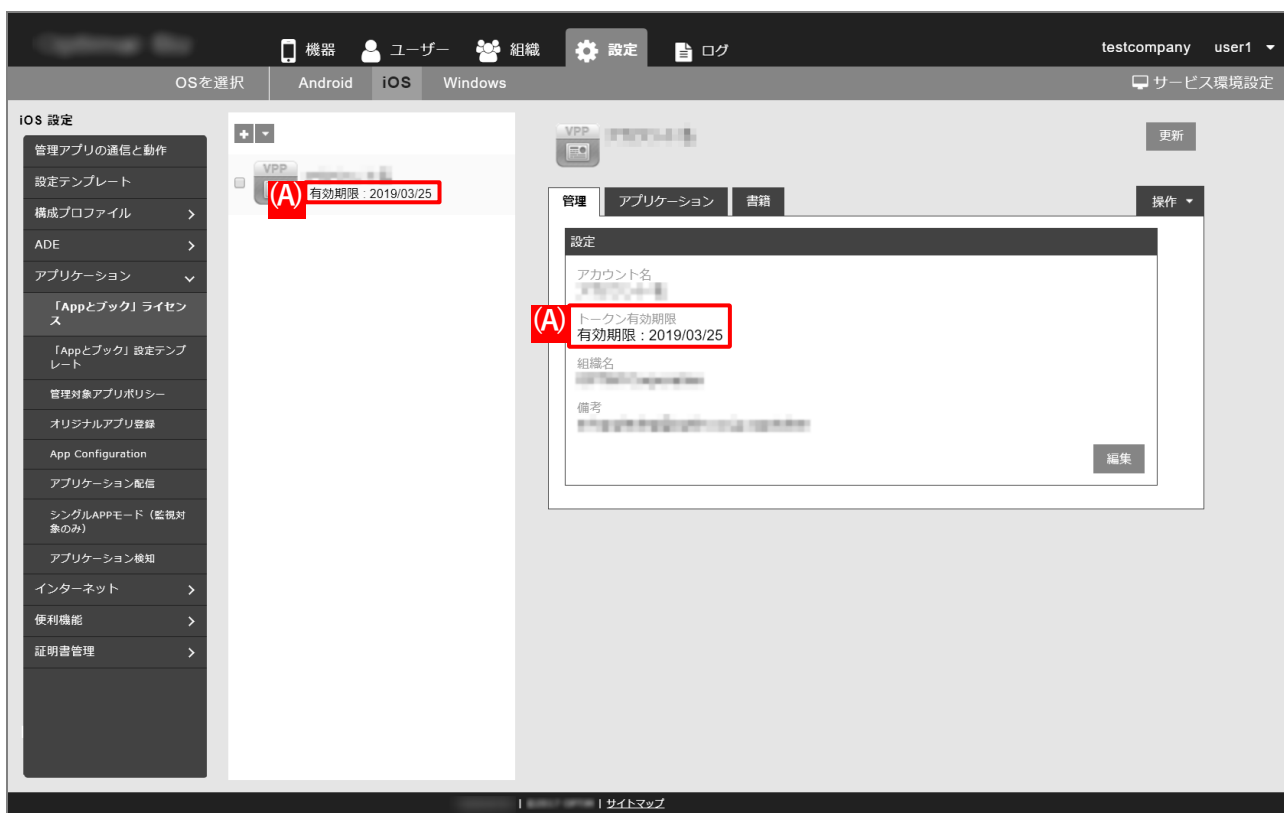 機器
ユーザー
組織
設定
ログ
testcompany user1
OSを選択
Android
iOS
Windows
サービス環境設定
iOS 設定
管理アプリの通信と動作
設定テンプレート
構成プロファイル
ADE
アプリケーション
「Appとブック」ライセン
ス
「Appとブック」設定テンプ
レート
管理対象アプリポリシー
オリジナルアプリ登録
App Configuration
アプリケーション配信
シングルAPPモード（監視対
象のみ）
アプリケーション検知
インターネット
便利機能
証明書管理
VPP
(A)
有効期限 : 2019/03/25
VPP
更新
管理
アプリケーション
書籍
操作
設定
アカウント名
(A)
トークン有効期限
有効期限 : 2019/03/25
組織名
備考
編集
| | サイトマップ